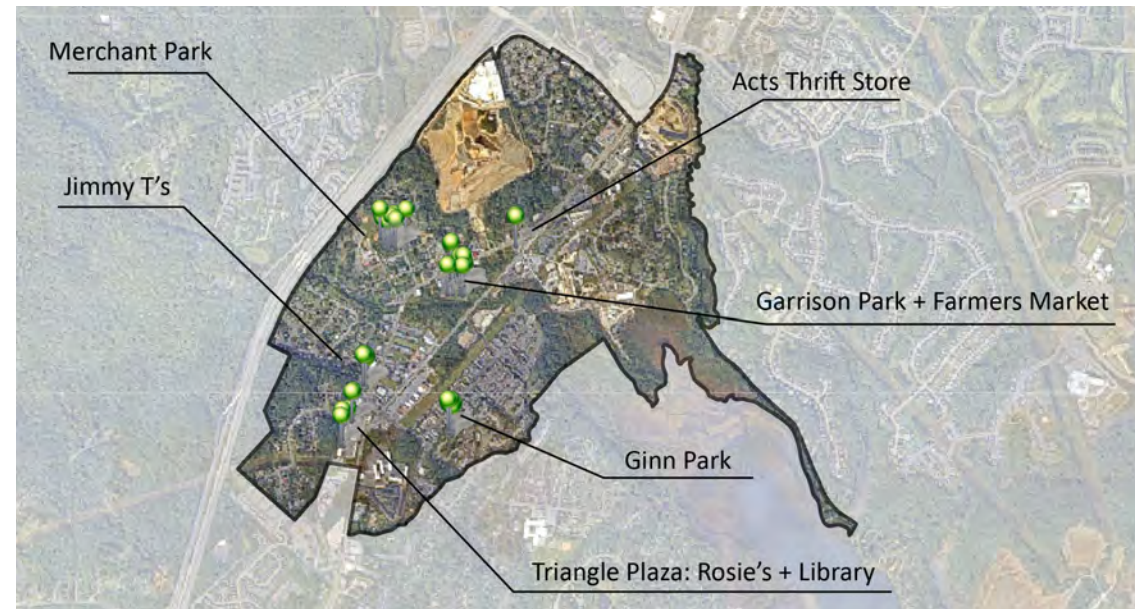 Merchant Park
Acts Thrift Store
Jimmy T’s
Garrison Park + Farmers Market
Ginn Park
Triangle Plaza: Rosie’s + Library